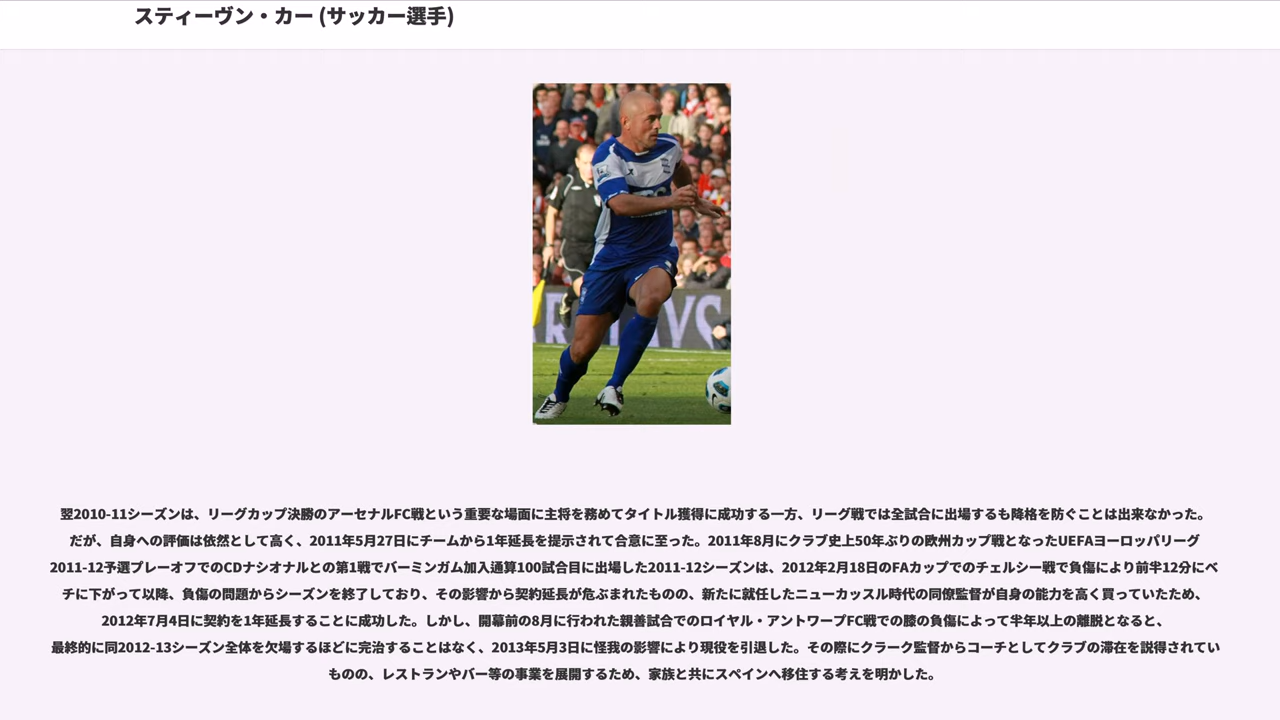 スティーヴン・カー (サッカー選手)
翌2010-11シーズンは、リーグカップ決勝のアーセナルFC戦という重要な場面に主将を務めてタイトル獲得に成功する一方、リーグ戦では全試合に出場するも降格を防ぐことは出来なかった。
だが、自身への評価は依然として高く、2011年5月27日にチームから1年延長を提示されて合意に至った。2011年8月にクラブ史上50年ぶりの欧州カップ戦となったUEFAヨーロッパリーグ
2011-12予選プレーオフでのCDナシオナルとの第1戦でバーミンガム加入通算100試合目に出場した2011-12シーズンは、2012年2月18日のFAカップでのチェルシー戦で負傷により前半12分にベ
チに下がって以降、負傷の問題からシーズンを終了しており、その影響から契約延長が危ぶまれたものの、新たに就任したニューカッスル時代の同僚監督が自身の能力を高く買っていたため、
2012年7月4日に契約を1年延長することに成功した。しかし、開幕前の8月に行われた親善試合でのロイヤル・アントワープFC戦での膝の負傷によって半年以上の離脱となると、
最終的に同2012-13シーズン全体を欠場するほどに完治することはなく、2013年5月3日に怪我の影響により現役を引退した。その際にクラーク監督からコーチとしてクラブの滞在を説得されてい
ものの、レストランやバー等の事業を展開するため、家族と共にスペインへ移住する考えを明かした。